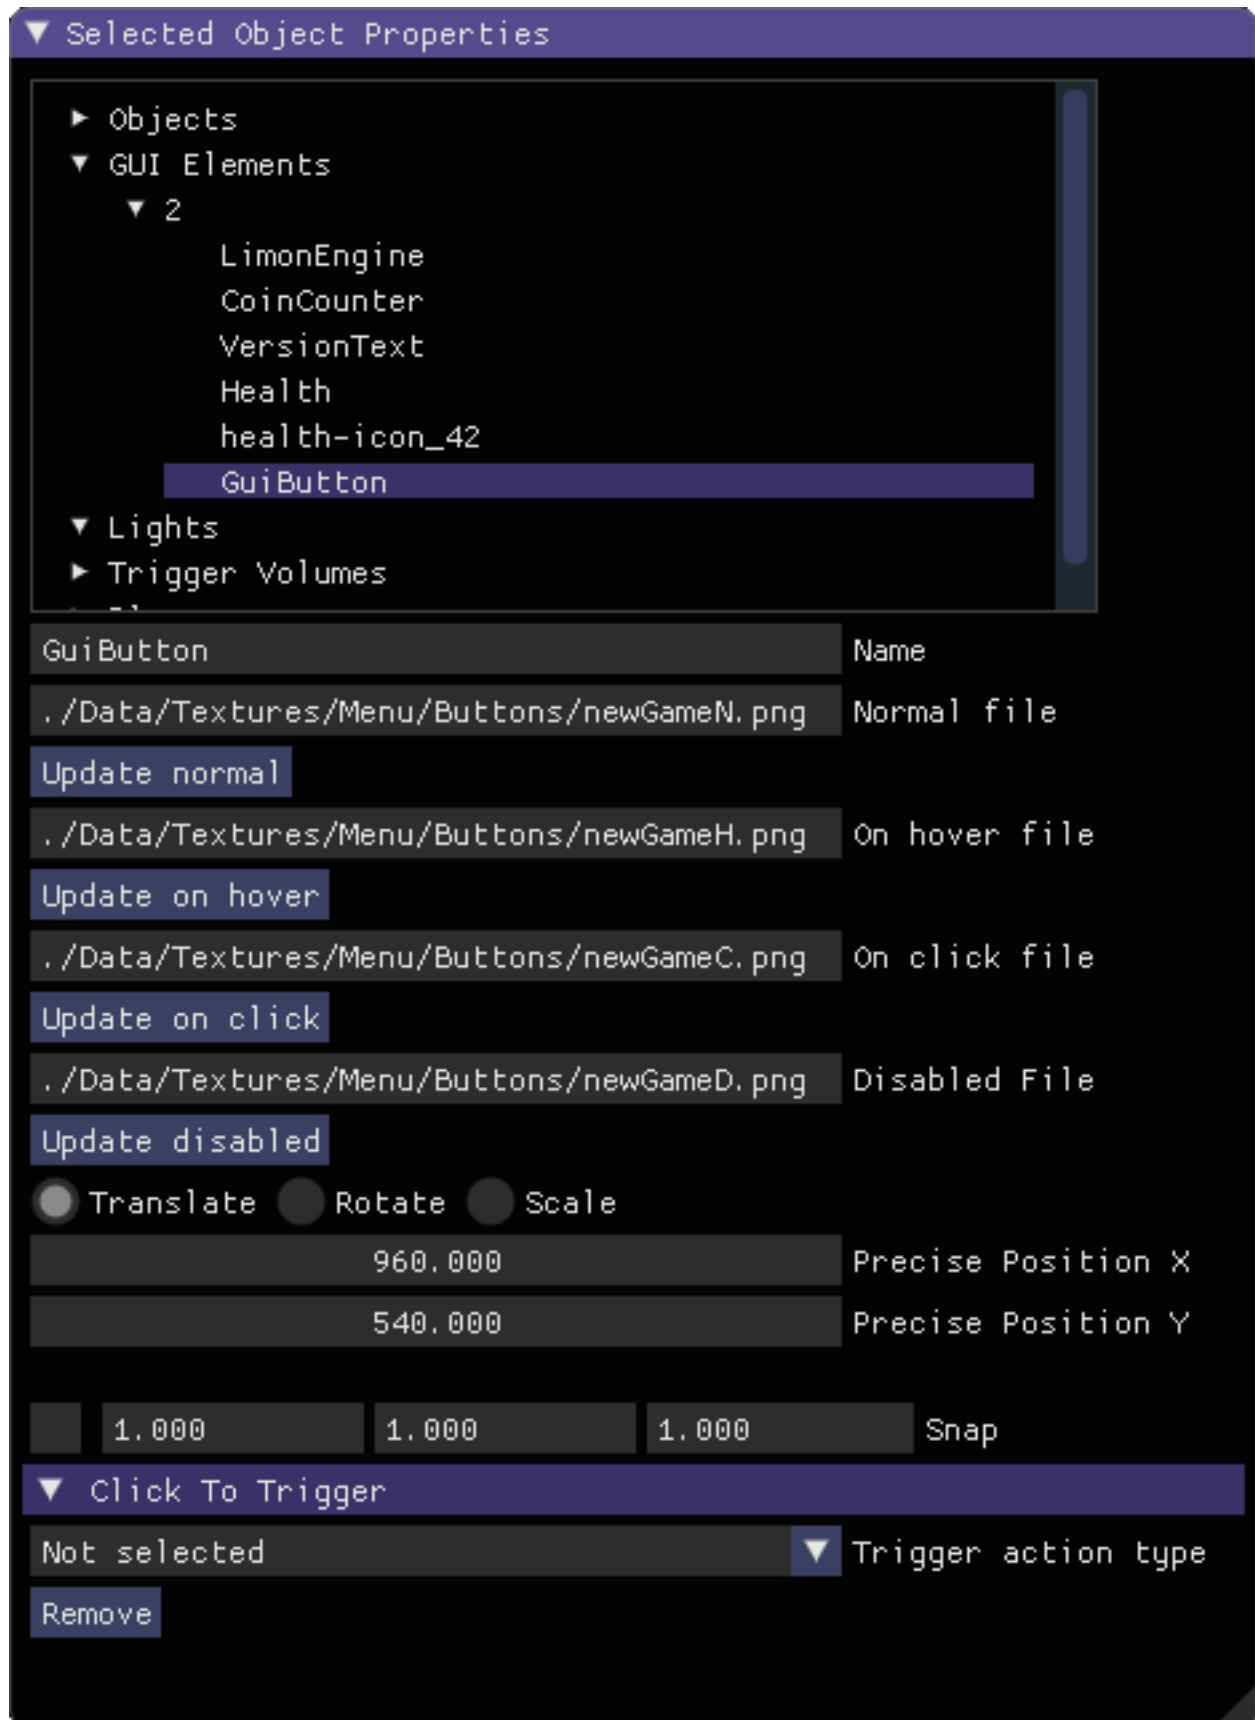 Selected Object Properties
Objects
GUI Elements
2
LimonEngine
CoinCounter
VersionText
Health
health-icon_42
GuiButton
Lights
Trigger Volumes
GuiButton Name
./Data/Textures/Menu/Buttons/newGameN.png Normal file
Update normal
./Data/Textures/Menu/Buttons/newGameH.png On hover file
Update on hover
./Data/Textures/Menu/Buttons/newGameC.png On click file
Update on click
./Data/Textures/Menu/Buttons/newGameD.png Disabled File
Update disabled
Translate Rotate Scale
960.000 Precise Position X
540.000 Precise Position Y
1.000 1.000 1.000 Snap
Click To Trigger
Not selected Trigger action type
Remove